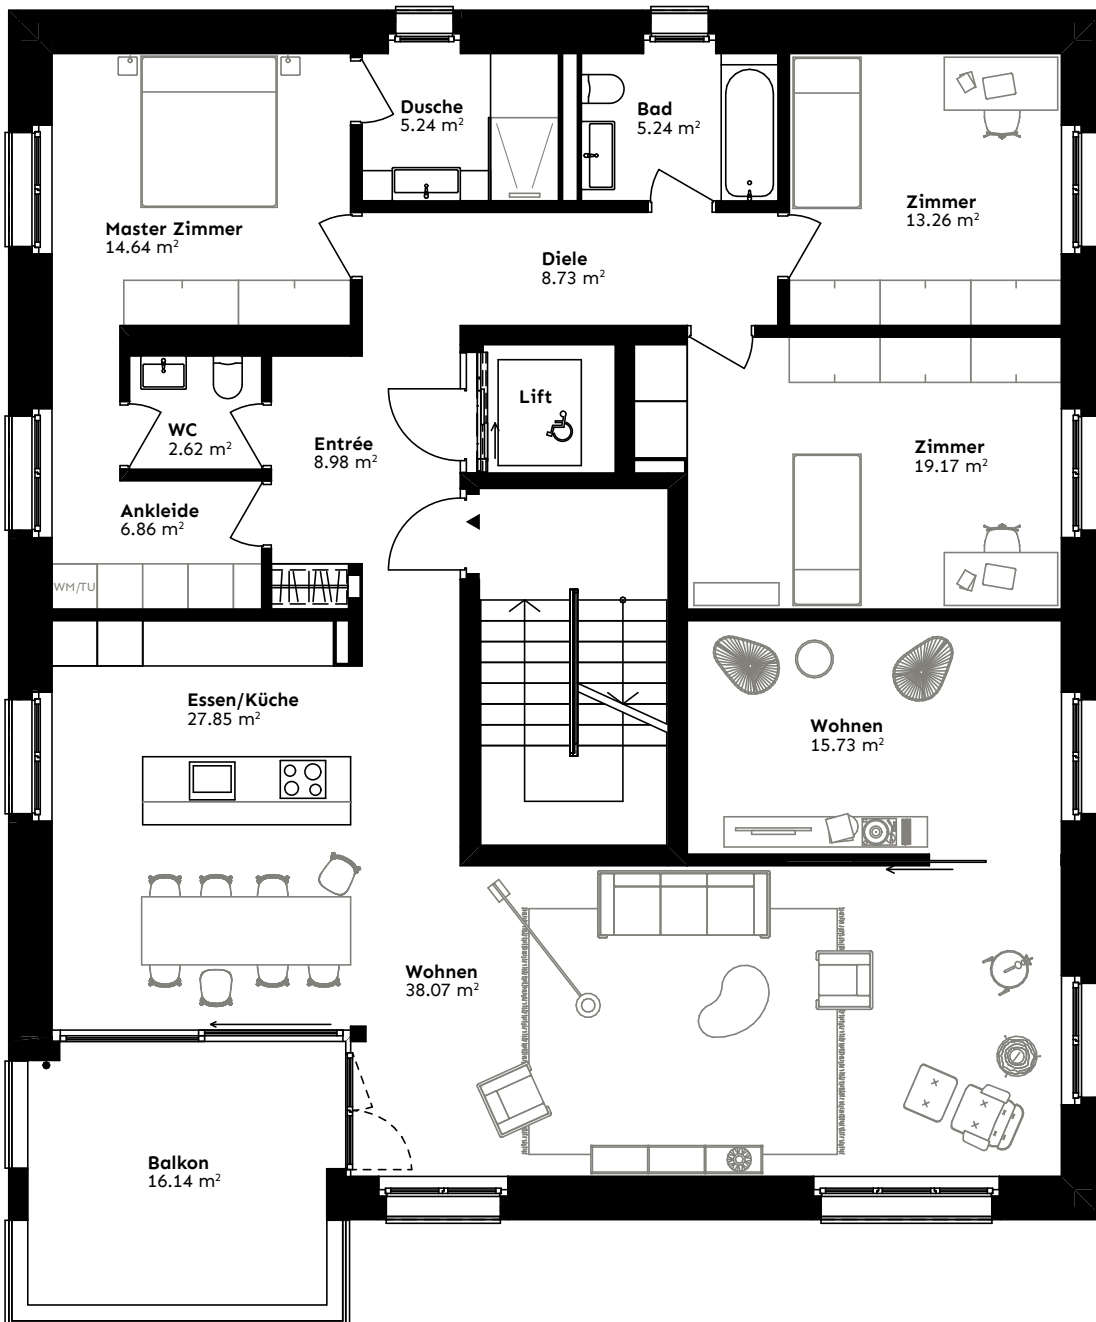 Dusche
5.24 m²
Bad
5.24 m²
Zimmer
13.26 m²
Master Zimmer
14.64 m²
Diele
8.73 m²
Lift
WC
2.62 m²
Entrée
8.98 m²
Zimmer
19.17 m²
Ankleide
6.86 m²
WM/TU
Essen/Küche
27.85 m²
Wohnen
15.73 m²
Wohnen
38.07 m²
Balkon
16.14 m²